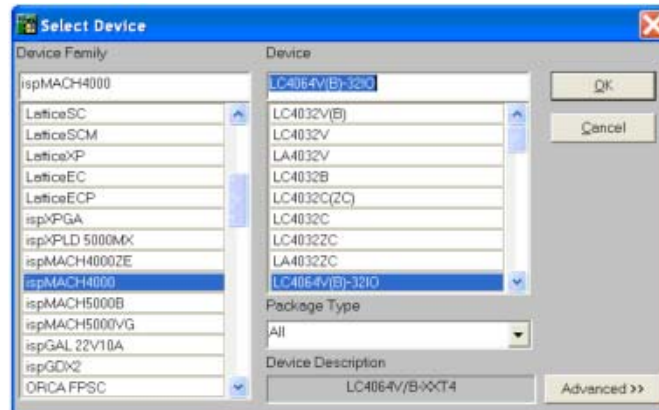 Select Device
Device Family
ispMACH4000
LatticeSC
LatticeSCM
LatticeXP
LatticeEC
LatticeECP
ispXPGA
ispXPLD 5000MX
ispMACH4000ZE
ispMACH4000
ispMACH5000B
ispMACH5000VG
ispGAL 22V10A
ispGDX2
ORCA FPSC
Device
LC4064V(B)-32IO
LC4032V(B)
LC4032V
LA4032V
LC4032B
LC4032C(ZC)
LC4032C
LC4032ZC
LA4032ZC
LC4064V(B)-32IO
Package Type
All
Device Description
LC4064V/B-XXT4
OK
Cancel
Advanced >>